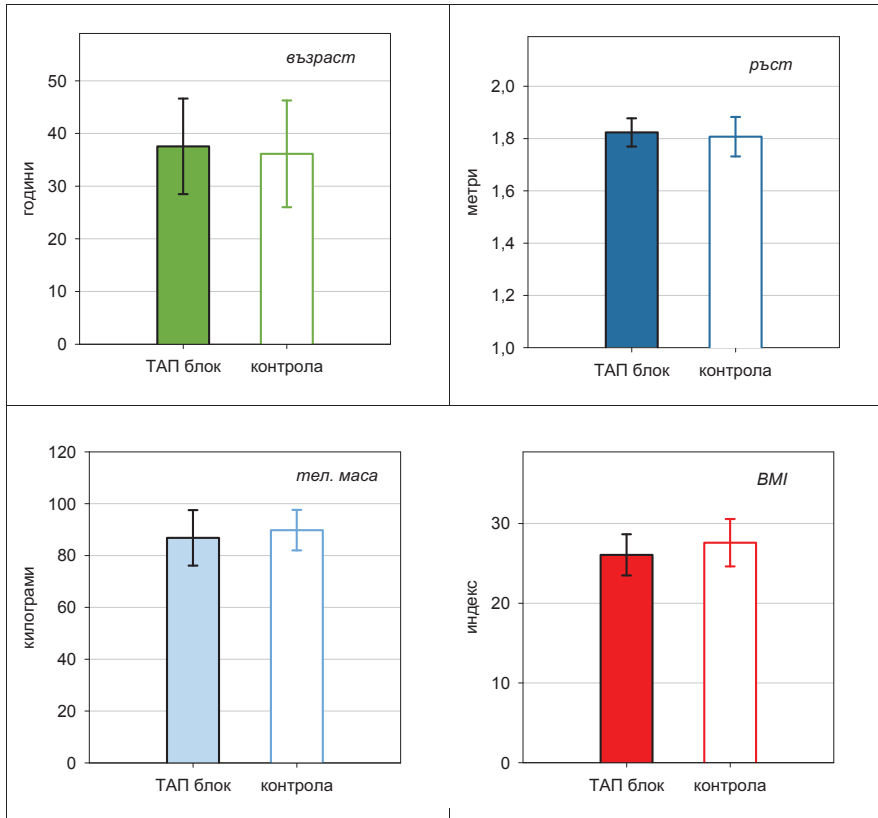 възраст
години
50
40
30
20
10
0
ТАП блок контрола
ръст
метри
2,0
1,8
1,6
1,4
1,2
1,0
ТАП блок контрола
тел. маса
килограми
120
100
80
60
40
20
0
ТАП блок контрола
BMI
индекс
30
20
10
0
ТАП блок контрола